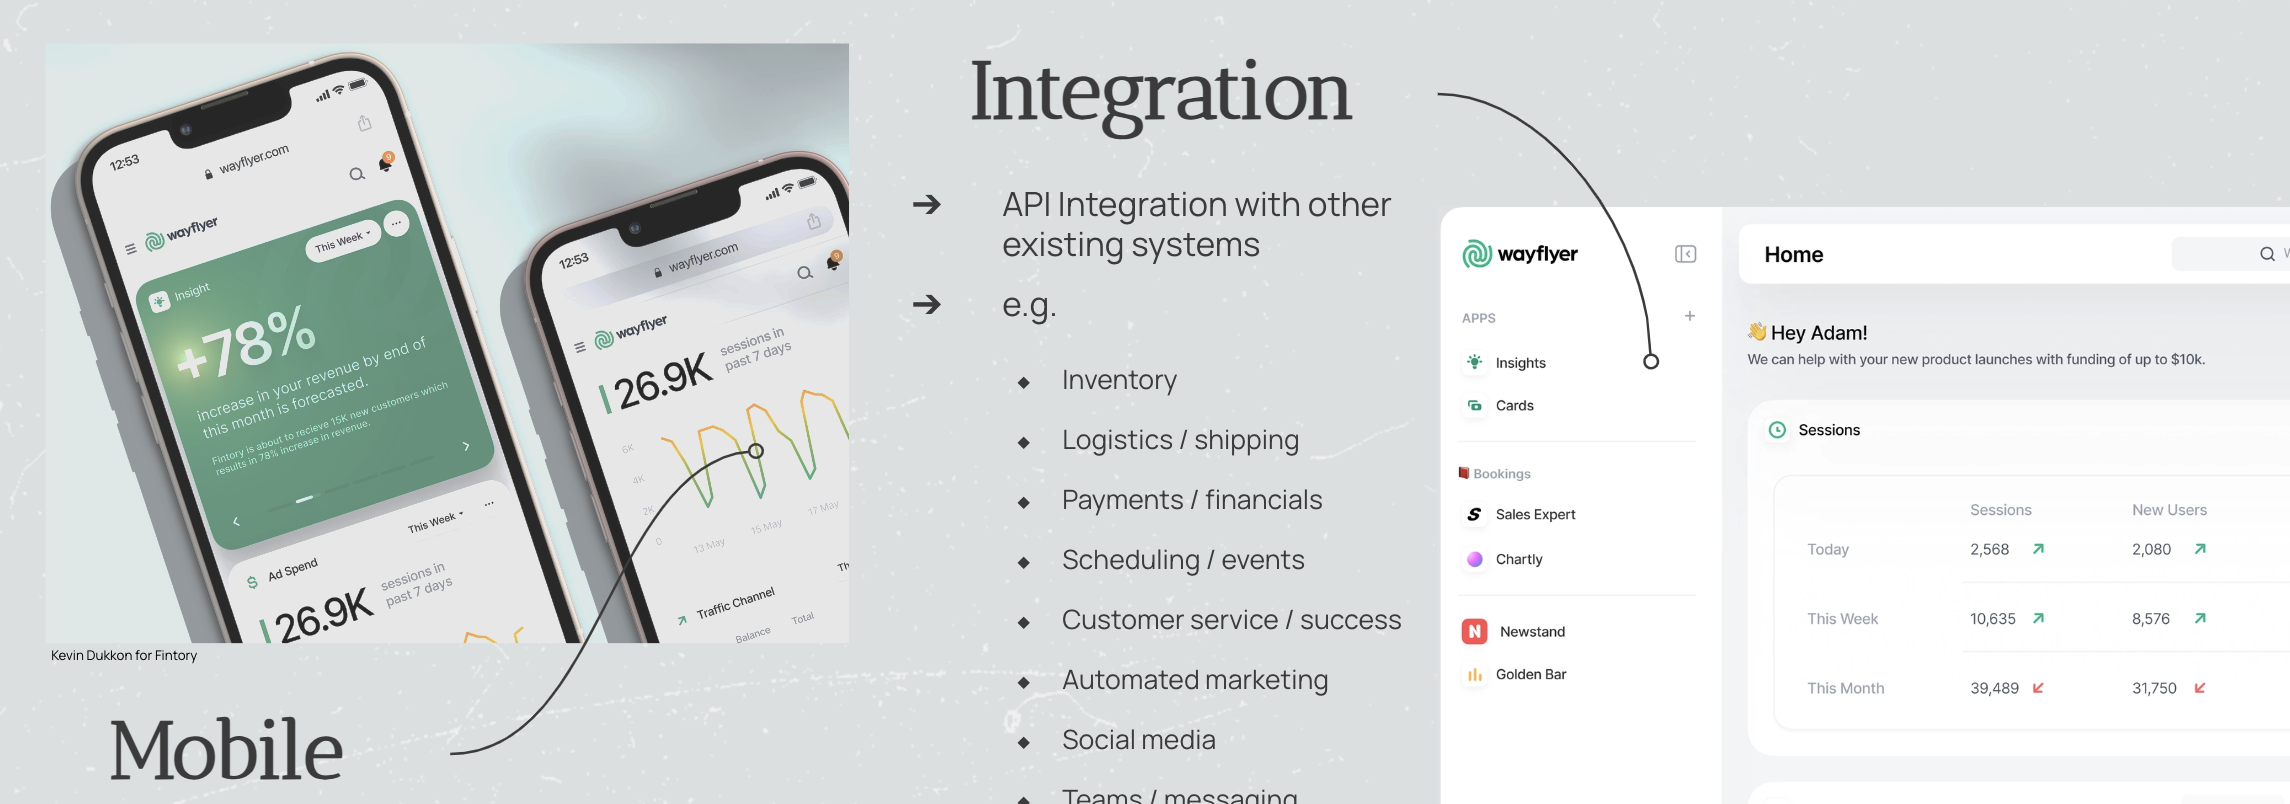 12:53
wayflyer.com
9
wayflyer
This Week
Insight
+78%
increase in your revenue by end of
this month is forecasted.
Fintory is about to recieve 15K new customers which
results in 78% increase in revenue.
This Week
Ad Spend
26.9K
sessions in
past 7 days
12:53
wayflyer.com
9
wayflyer
26.9K
sessions in
past 7 days
6K
4K
2K
0
13 May
15 May
17 May
Traffic Channel
Th
Balance
Total
Kevin Dukkon for Fintory
Mobile
Integration
➔ API Integration with other
existing systems
➔ e.g.
◆ Inventory
◆ Logistics / shipping
◆ Payments / financials
◆ Scheduling / events
◆ Customer service / success
◆ Automated marketing
◆ Social media
◆ Teams / messaging
wayflyer
APPS +
Insights
Cards
Bookings
Sales Expert
Chartly
N Newstand
Golden Bar
Home
W
👋 Hey Adam!
We can help with your new product launches with funding of up to $10k.
Sessions
Sessions New Users
Today 2,568 2,080
This Week 10,635 8,576
This Month 39,489 31,750